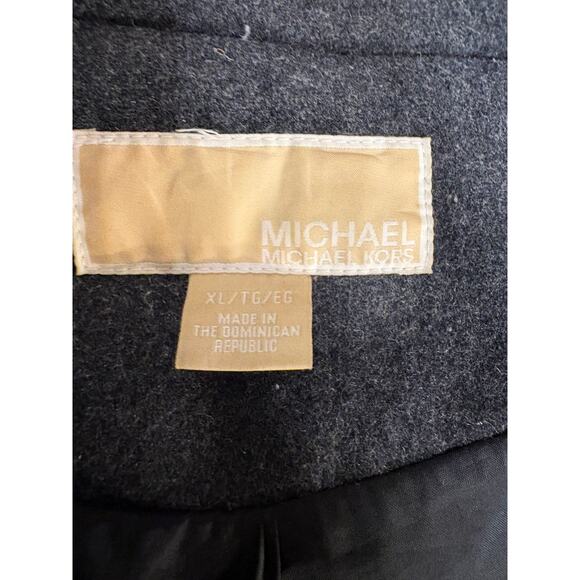 MICHAEL
MICHAEL KORS
XL/TG/EG
MADE IN
THE DOMINICAN
REPUBLIC